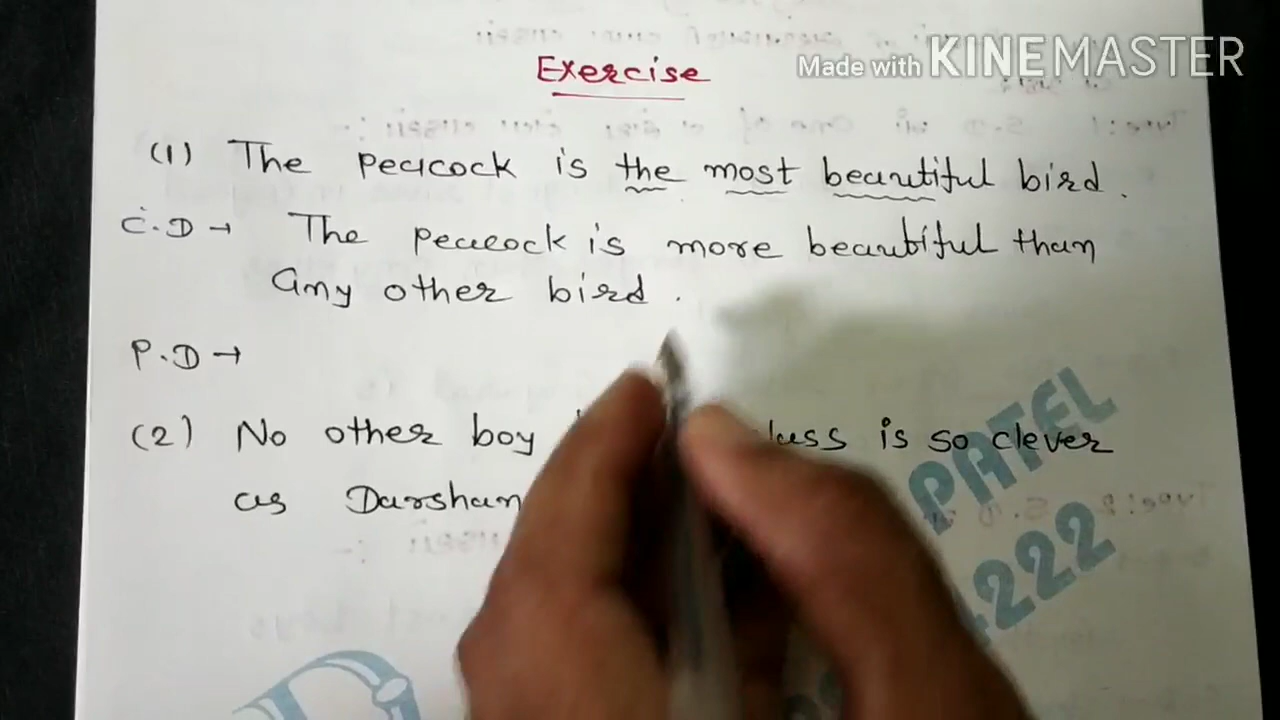 Made with KINEMASTER
Exercise
(1) The peacock is the most beautiful bird.
C.D → The peacock is more beautiful than
any other bird.
P.D →
(2) No other boy is so clever
as Darshan
PATEL
4222